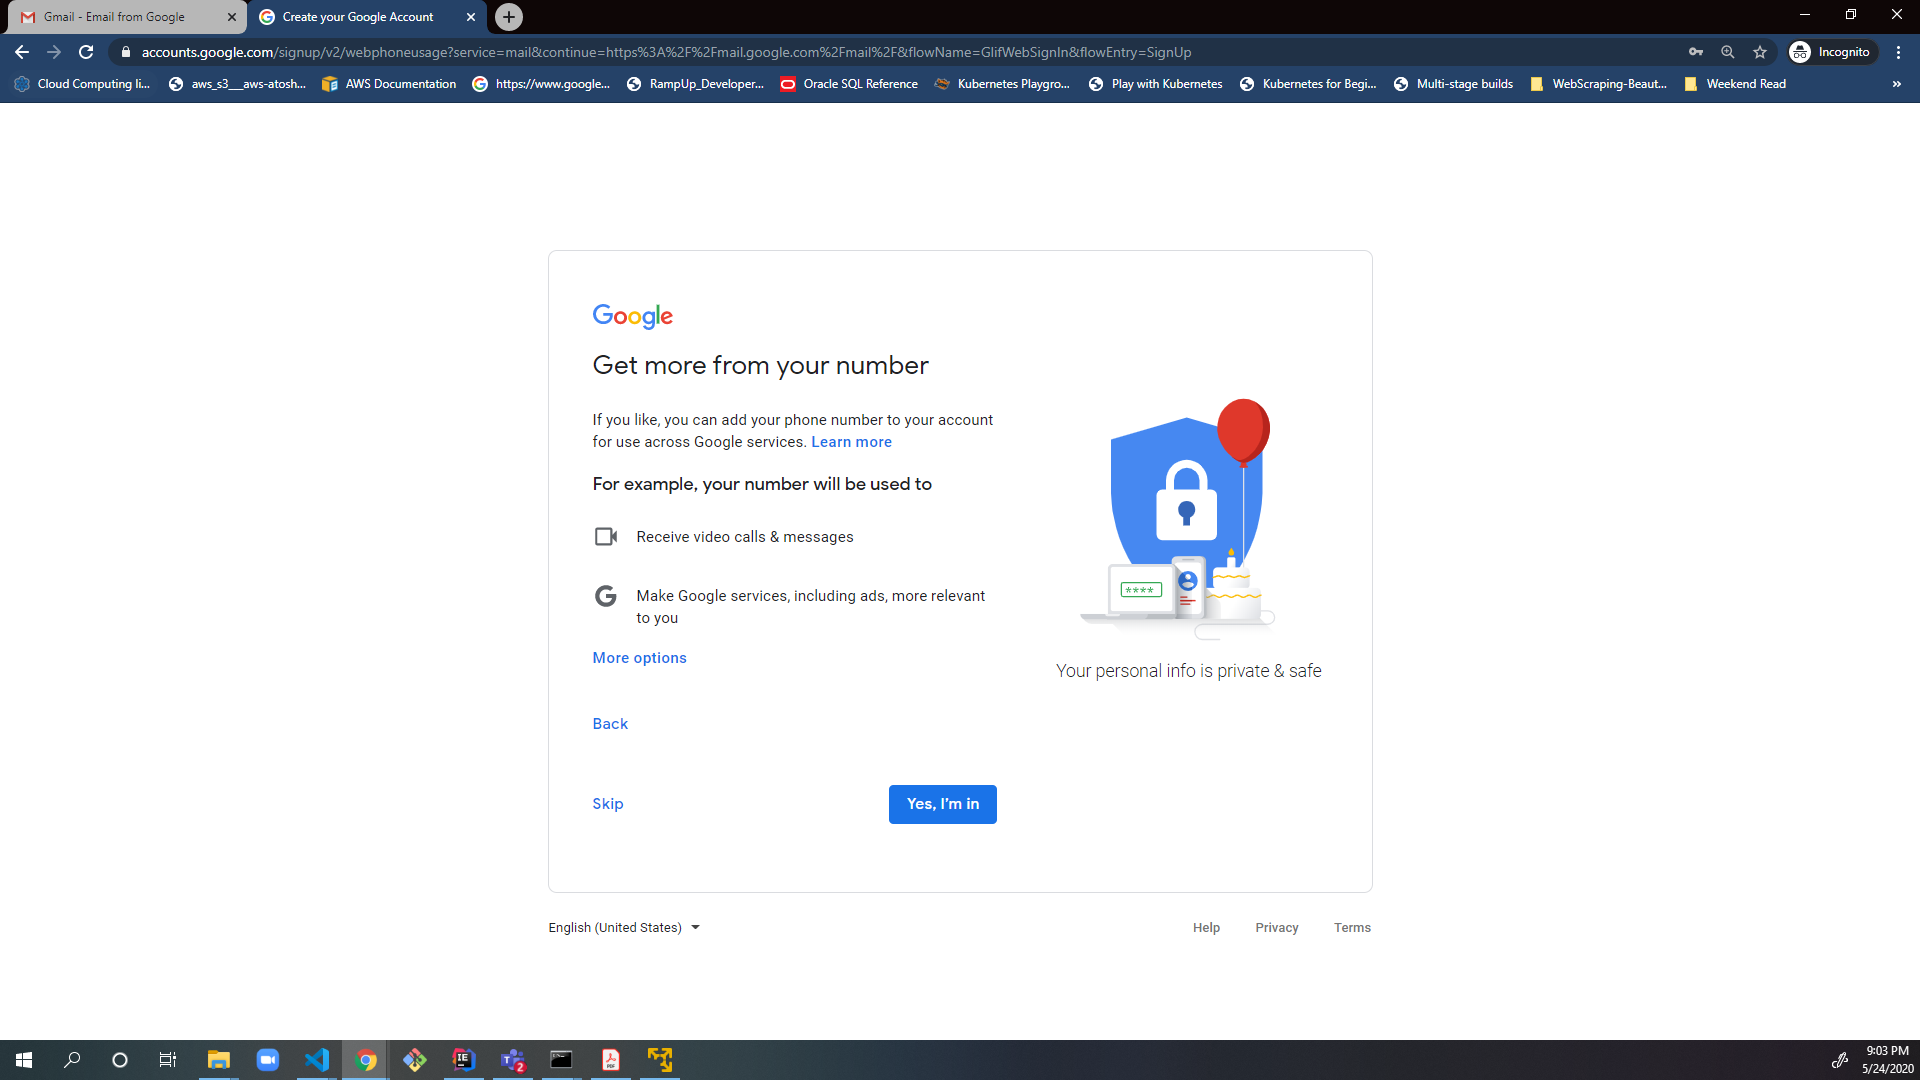 Gmail - Email from Google
Create your Google Account
accounts.google.com/signup/v2/webphoneusage?service=mail&continue=https%3A%2F%2Fmail.google.com%2Fmail%2F&flowName=GlifWebSignIn&flowEntry=SignUp
Incognito
Cloud Computing li...
aws_s3__aws-atosh...
AWS Documentation
https://www.google...
RampUp_Developer...
Oracle SQL Reference
Kubernetes Playgro...
Play with Kubernetes
Kubernetes for Begi...
Multi-stage builds
WebScraping-Beaut...
Weekend Read
»
Google
Get more from your number
If you like, you can add your phone number to your account
for use across Google services. Learn more
For example, your number will be used to
Receive video calls & messages
Make Google services, including ads, more relevant
to you
More options
Back
Skip
Yes, I'm in
****
Your personal info is private & safe
English (United States)
Help
Privacy
Terms
IE
T
2
PDF
9:03 PM
5/24/2020